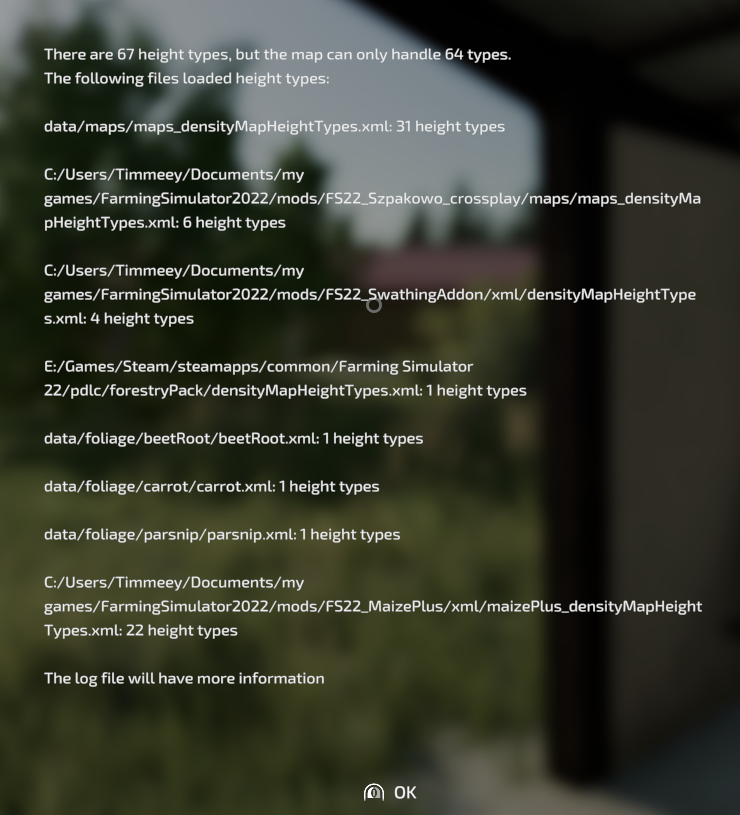 There are 67 height types, but the map can only handle 64 types.
The following files loaded height types:
data/maps/maps_densityMapHeightTypes.xml: 31 height types
C:/Users/Timmeey/Documents/my
games/FarmingSimulator2022/mods/FS22_Szpakowo_crossplay/maps/maps_densityMa
pHeightTypes.xml: 6 height types
C:/Users/Timmeey/Documents/my
games/FarmingSimulator2022/mods/FS22_SwathingAddon/xml/densityMapHeightType
s.xml: 4 height types
E:/Games/Steam/steamapps/common/Farming Simulator
22/pdlc/forestryPack/densityMapHeightTypes.xml: 1 height types
data/foliage/beetRoot/beetRoot.xml: 1 height types
data/foliage/carrot/carrot.xml: 1 height types
data/foliage/parsnip/parsnip.xml: 1 height types
C:/Users/Timmeey/Documents/my
games/FarmingSimulator2022/mods/FS22_MaizePlus/xml/maizePlus_densityMapHeight
Types.xml: 22 height types
The log file will have more information
OK